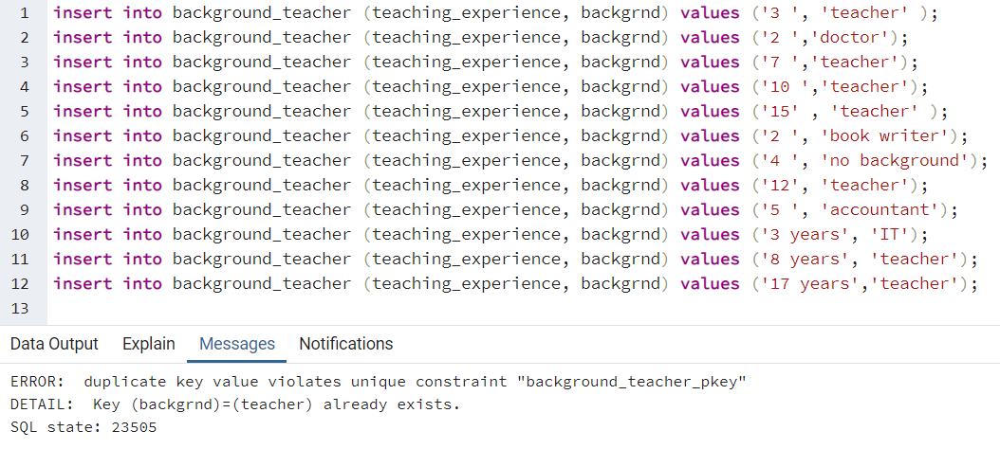 1 insert into background_teacher (teaching_experience, backgrnd) values ('3 ', 'teacher' );
2 insert into background_teacher (teaching_experience, backgrnd) values ('2 ','doctor');
3 insert into background_teacher (teaching_experience, backgrnd) values ('7 ','teacher');
4 insert into background_teacher (teaching_experience, backgrnd) values ('10 ','teacher');
5 insert into background_teacher (teaching_experience, backgrnd) values ('15' , 'teacher' );
6 insert into background_teacher (teaching_experience, backgrnd) values ('2 ', 'book writer');
7 insert into background_teacher (teaching_experience, backgrnd) values ('4 ', 'no background');
8 insert into background_teacher (teaching_experience, backgrnd) values ('12', 'teacher');
9 insert into background_teacher (teaching_experience, backgrnd) values ('5 ', 'accountant');
10 insert into background_teacher (teaching_experience, backgrnd) values ('3 years', 'IT');
11 insert into background_teacher (teaching_experience, backgrnd) values ('8 years', 'teacher');
12 insert into background_teacher (teaching_experience, backgrnd) values ('17 years','teacher');
13
Data Output Explain Messages Notifications
ERROR:  duplicate key value violates unique constraint "background_teacher_pkey"
DETAIL:  Key (backgrnd)=(teacher) already exists.
SQL state: 23505